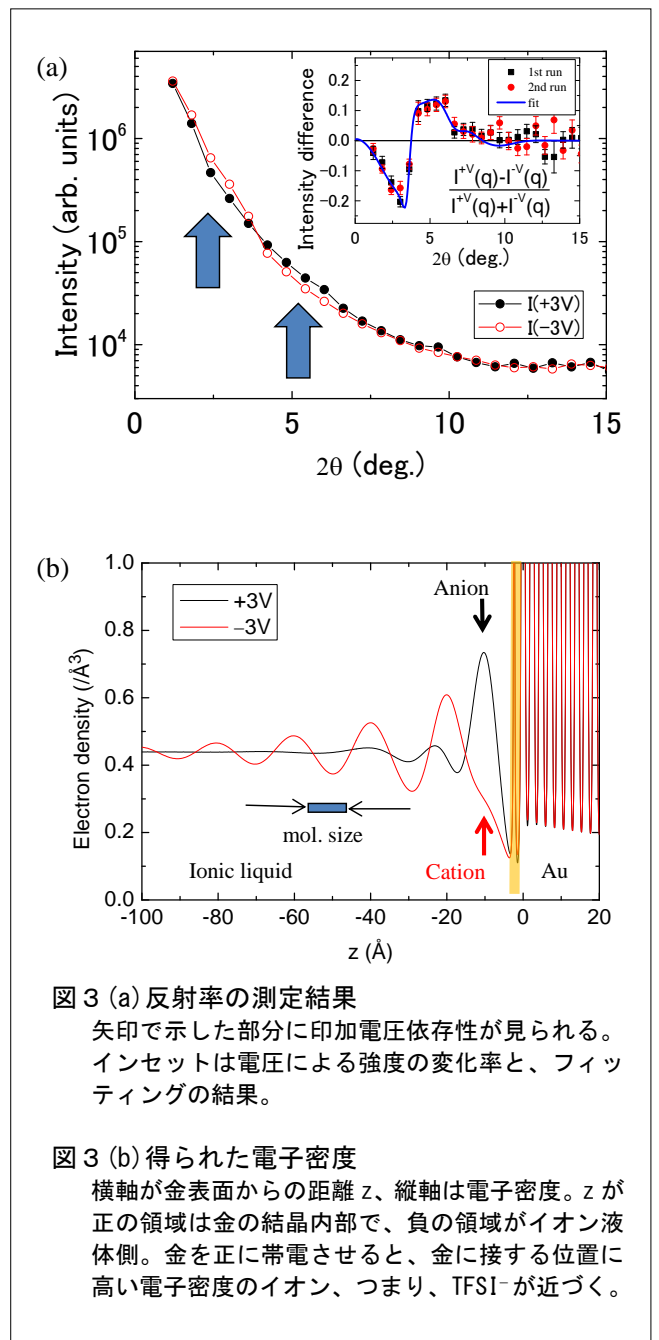 (a)
Intensity (arb. units)
10⁶
10⁵
10⁴
0
5
10
15
2θ (deg.)
I(+3V)
I(−3V)
Intensity difference
0.2
0.1
0.0
−0.1
−0.2
0
5
10
15
2θ (deg.)
1st run
2nd run
fit
I⁺ⱽ(q)-I⁻ⱽ(q)
I⁺ⱽ(q)+I⁻ⱽ(q)
(b)
Electron density (/Å³)
1.0
0.8
0.6
0.4
0.2
0.0
-100
-80
-60
-40
-20
0
20
z (Å)
+3V
−3V
Anion
mol. size
Ionic liquid
Cation
Au
図3(a)反射率の測定結果
矢印で示した部分に印加電圧依存性が見られる。
インセットは電圧による強度の変化率と、フィッ
ティングの結果。
図3(b)得られた電子密度
横軸が金表面からの距離 z、縦軸は電子密度。z が
正の領域は金の結晶内部で、負の領域がイオン液
体側。金を正に帯電させると、金に接する位置に
高い電子密度のイオン、つまり、TFSI⁻が近づく。